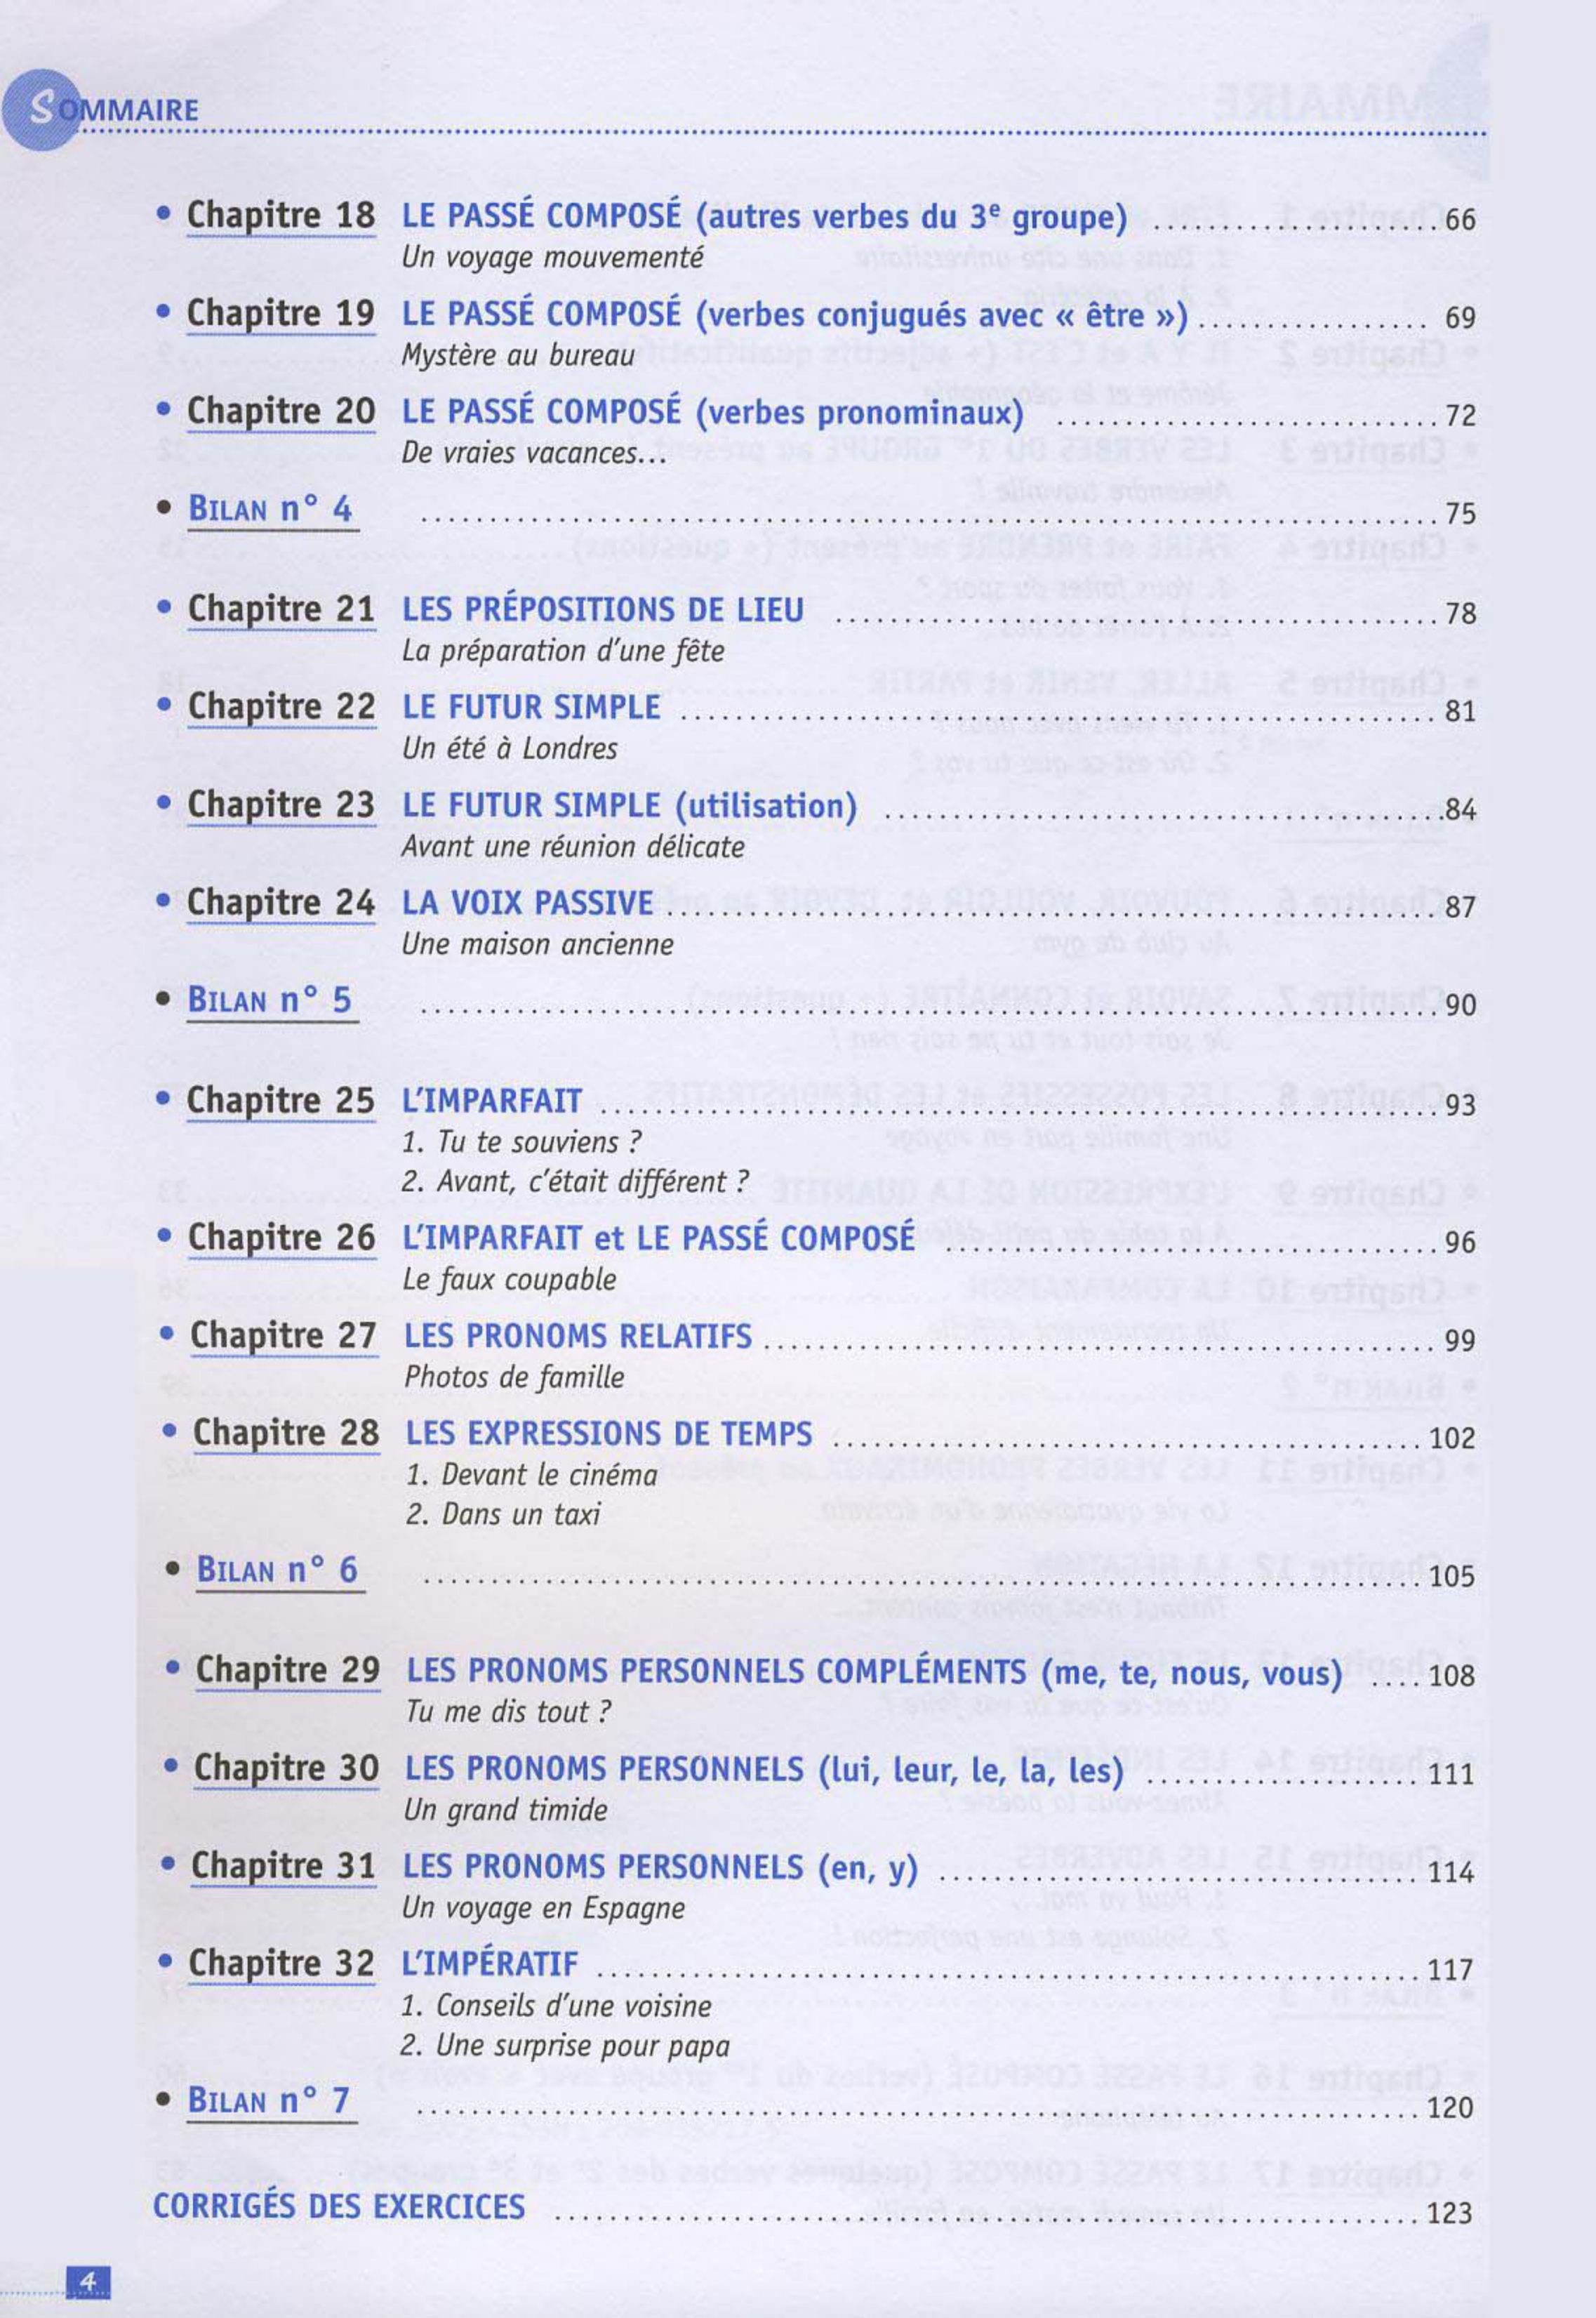 SOMMAIRE
• Chapitre 18 LE PASSÉ COMPOSÉ (autres verbes du 3e groupe) .................... 66
Un voyage mouvementé
• Chapitre 19 LE PASSÉ COMPOSÉ (verbes conjugués avec « être ») ................. 69
Mystère au bureau
• Chapitre 20 LE PASSÉ COMPOSÉ (verbes pronominaux) ............................ 72
De vraies vacances...
• BILAN n° 4 .................... 75
• Chapitre 21 LES PRÉPOSITIONS DE LIEU .................... 78
La préparation d'une fête
• Chapitre 22 LE FUTUR SIMPLE .................... 81
Un été à Londres
• Chapitre 23 LE FUTUR SIMPLE (utilisation) .................... 84
Avant une réunion délicate
• Chapitre 24 LA VOIX PASSIVE .................... 87
Une maison ancienne
• BILAN n° 5 .................... 90
• Chapitre 25 L'IMPARFAIT .................... 93
1. Tu te souviens ?
2. Avant, c'était différent ?
• Chapitre 26 L'IMPARFAIT et LE PASSÉ COMPOSÉ .................... 96
Le faux coupable
• Chapitre 27 LES PRONOMS RELATIFS .................... 99
Photos de famille
• Chapitre 28 LES EXPRESSIONS DE TEMPS .................... 102
1. Devant le cinéma
2. Dans un taxi
• BILAN n° 6 .................... 105
• Chapitre 29 LES PRONOMS PERSONNELS COMPLÉMENTS (me, te, nous, vous) .... 108
Tu me dis tout ?
• Chapitre 30 LES PRONOMS PERSONNELS (lui, leur, le, la, les) .................... 111
Un grand timide
• Chapitre 31 LES PRONOMS PERSONNELS (en, y) .................... 114
Un voyage en Espagne
• Chapitre 32 L'IMPÉRATIF .................... 117
1. Conseils d'une voisine
2. Une surprise pour papa
• BILAN n° 7 .................... 120
CORRIGÉS DES EXERCICES .................... 123
4